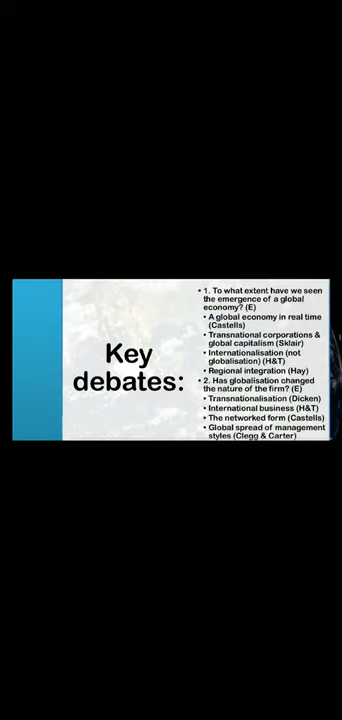 Key
debates:
• 1. To what extent have we seen
the emergence of a global
economy? (E)
• A global economy in real time
(Castells)
• Transnational corporations &
global capitalism (Sklair)
• Internationalisation (not
globalisation) (H&T)
• Regional integration (Hay)
• 2. Has globalisation changed
the nature of the firm? (E)
• Transnationalisation (Dicken)
• International business (H&T)
• The networked form (Castells)
• Global spread of management
styles (Clegg & Carter)